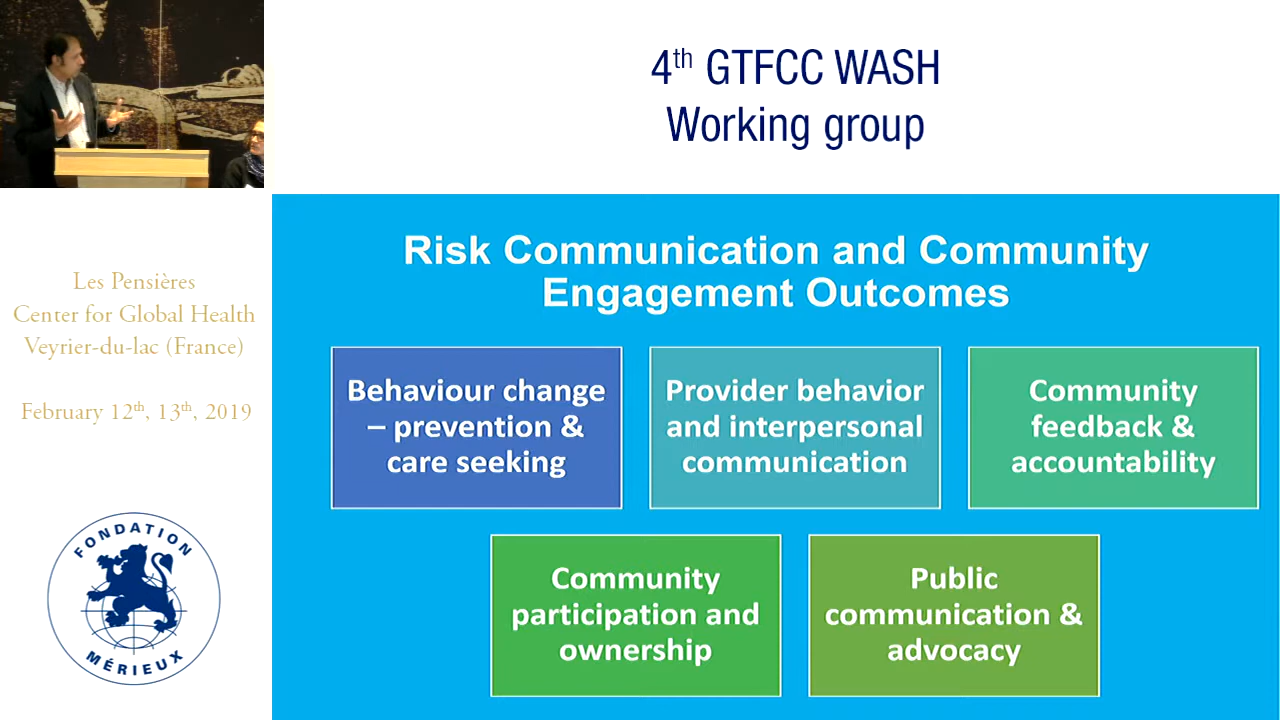 4th GTFCC WASH
Working group
Les Pensières
Center for Global Health
Veyrier-du-lac (France)
February 12th, 13th, 2019
FONDATION
MÉRIEUX
Risk Communication and Community
Engagement Outcomes
Behaviour change
– prevention &
care seeking
Provider behavior
and interpersonal
communication
Community
feedback &
accountability
Community
participation and
ownership
Public
communication &
advocacy